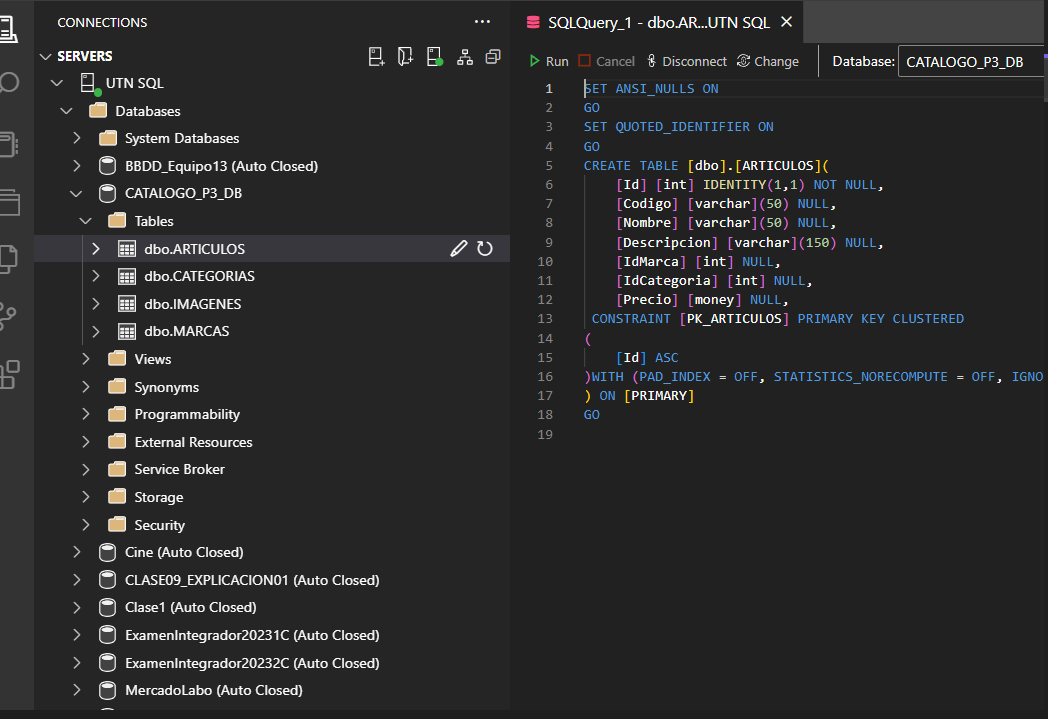 CONNECTIONS
SERVERS
UTN SQL
Databases
System Databases
BBDD_Equipo13 (Auto Closed)
CATALOGO_P3_DB
Tables
dbo.ARTICULOS
dbo.CATEGORIAS
dbo.IMAGENES
dbo.MARCAS
Views
Synonyms
Programmability
External Resources
Service Broker
Storage
Security
Cine (Auto Closed)
CLASE09_EXPLICACION01 (Auto Closed)
Clase1 (Auto Closed)
ExamenIntegrador20231C (Auto Closed)
ExamenIntegrador20232C (Auto Closed)
MercadoLabo (Auto Closed)
SQLQuery_1 - dbo.AR...UTN SQL
Run Cancel Disconnect Change Database: CATALOGO_P3_DB
1 SET ANSI_NULLS ON
2 GO
3 SET QUOTED_IDENTIFIER ON
4 GO
5 CREATE TABLE [dbo].[ARTICULOS](
6 [Id] [int] IDENTITY(1,1) NOT NULL,
7 [Codigo] [varchar](50) NULL,
8 [Nombre] [varchar](50) NULL,
9 [Descripcion] [varchar](150) NULL,
10 [IdMarca] [int] NULL,
11 [IdCategoria] [int] NULL,
12 [Precio] [money] NULL,
13 CONSTRAINT [PK_ARTICULOS] PRIMARY KEY CLUSTERED
14 (
15 [Id] ASC
16 )WITH (PAD_INDEX = OFF, STATISTICS_NORECOMPUTE = OFF, IGNO
17 ) ON [PRIMARY]
18 GO
19